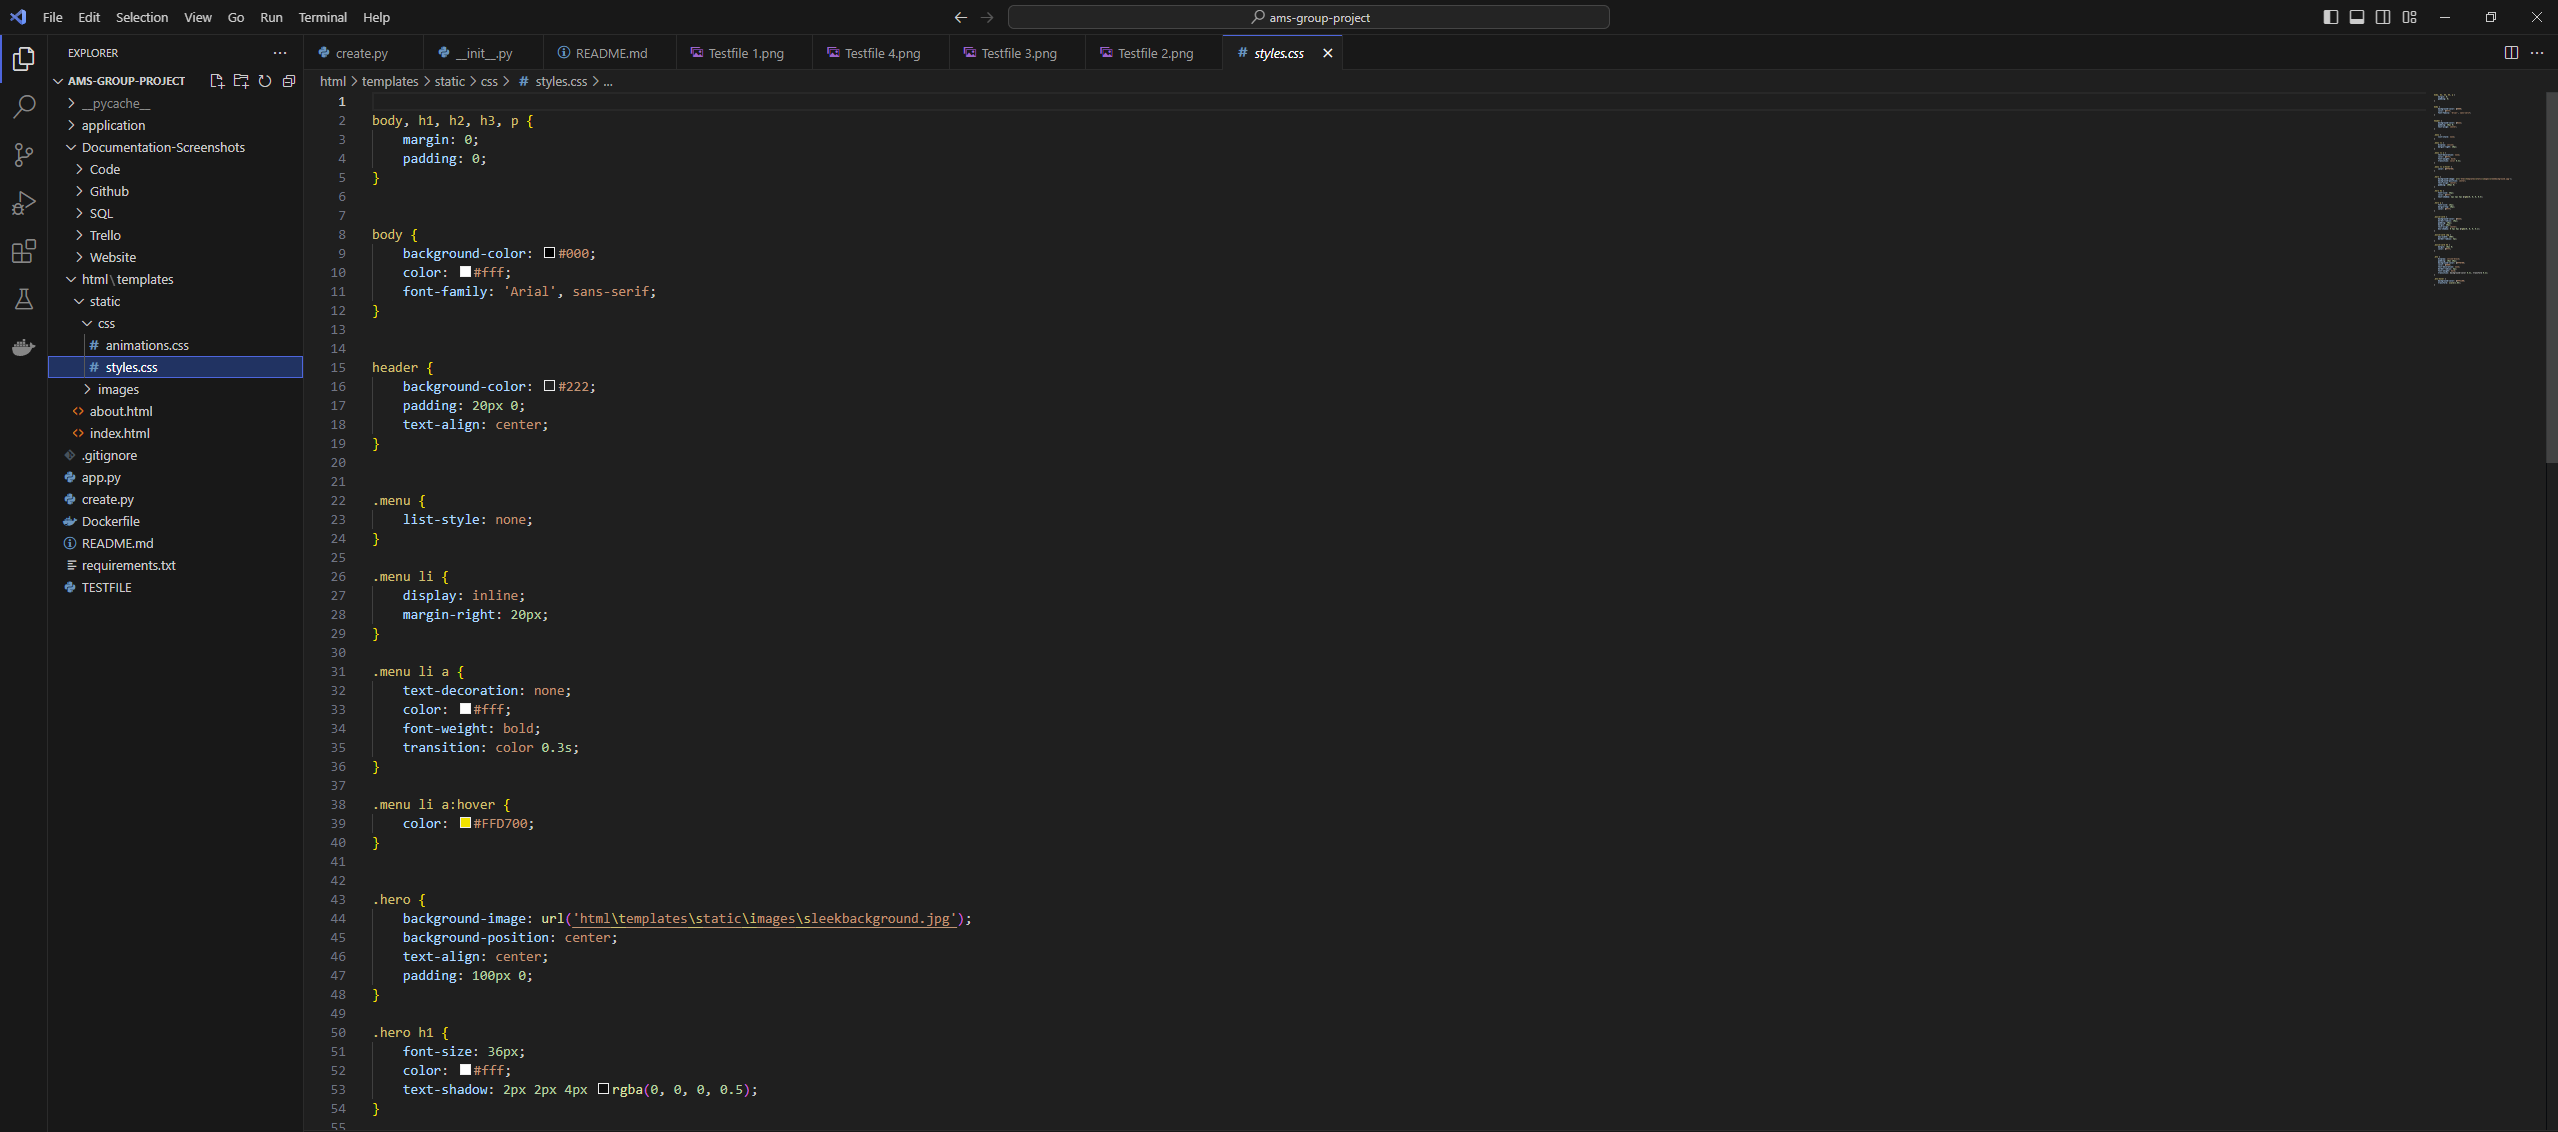 File Edit Selection View Go Run Terminal Help
ams-group-project
EXPLORER
AMS-GROUP-PROJECT
__pycache__
application
Documentation-Screenshots
Code
Github
SQL
Trello
Website
html\templates
static
css
# animations.css
# styles.css
images
<> about.html
<> index.html
.gitignore
app.py
create.py
Dockerfile
README.md
requirements.txt
TESTFILE
create.py __init__.py README.md Testfile 1.png Testfile 4.png Testfile 3.png Testfile 2.png # styles.css
html > templates > static > css > # styles.css > ...
1
2 body, h1, h2, h3, p {
3 margin: 0;
4 padding: 0;
5 }
6
7
8 body {
9 background-color: #000;
10 color: #fff;
11 font-family: 'Arial', sans-serif;
12 }
13
14
15 header {
16 background-color: #222;
17 padding: 20px 0;
18 text-align: center;
19 }
20
21
22 .menu {
23 list-style: none;
24 }
25
26 .menu li {
27 display: inline;
28 margin-right: 20px;
29 }
30
31 .menu li a {
32 text-decoration: none;
33 color: #fff;
34 font-weight: bold;
35 transition: color 0.3s;
36 }
37
38 .menu li a:hover {
39 color: #FFD700;
40 }
41
42
43 .hero {
44 background-image: url('html\templates\static\images\sleekbackground.jpg');
45 background-position: center;
46 text-align: center;
47 padding: 100px 0;
48 }
49
50 .hero h1 {
51 font-size: 36px;
52 color: #fff;
53 text-shadow: 2px 2px 4px rgba(0, 0, 0, 0.5);
54 }
55